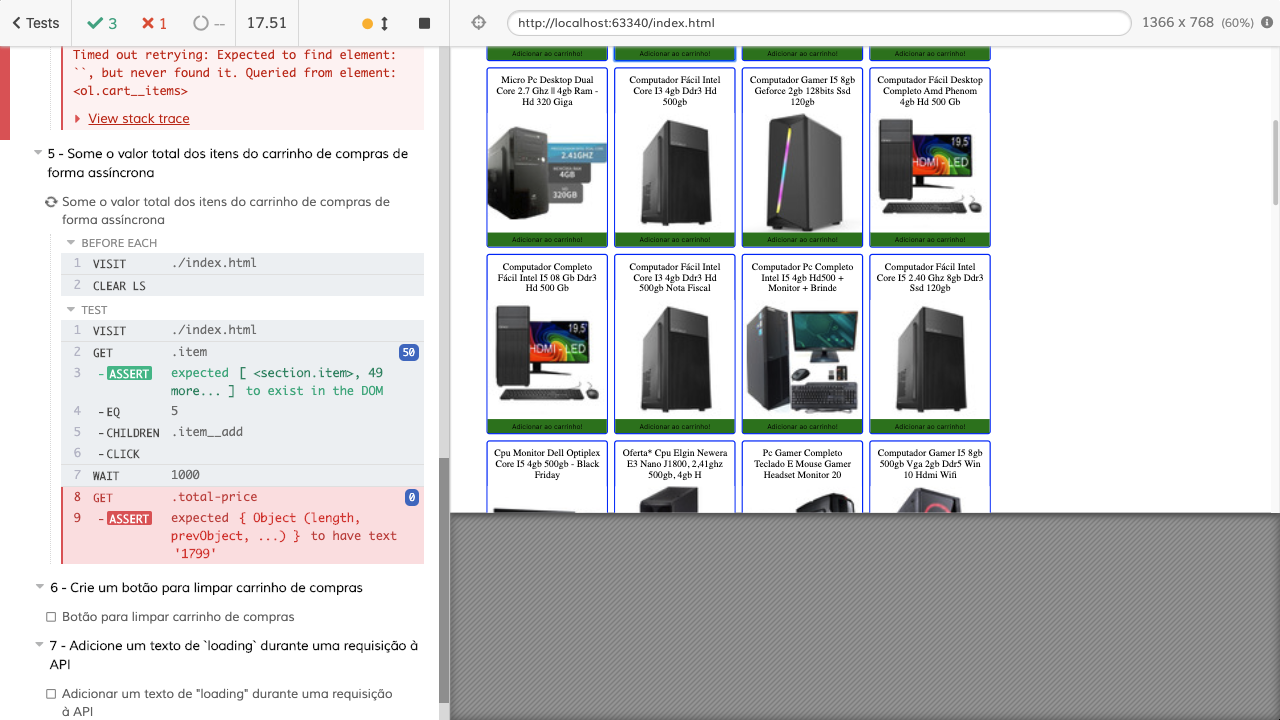 Tests
3
1
--
17.51
http://localhost:63340/index.html
1366 x 768 (60%)
Timed out retrying: Expected to find element:
``, but never found it. Queried from element:
<ol.cart__items>
View stack trace
5 - Some o valor total dos itens do carrinho de compras de
forma assíncrona
Some o valor total dos itens do carrinho de compras de
forma assíncrona
BEFORE EACH
1 VISIT ./index.html
2 CLEAR LS
TEST
1 VISIT ./index.html
2 GET .item 50
3 -ASSERT expected [ <section.item>, 49
more... ] to exist in the DOM
4 -EQ 5
5 -CHILDREN .item__add
6 -CLICK
7 WAIT 1000
8 GET .total-price 0
9 -ASSERT expected { Object (length,
prevObject, ...) } to have text
'1799'
6 - Crie um botão para limpar carrinho de compras
Botão para limpar carrinho de compras
7 - Adicione um texto de `loading` durante uma requisição à
API
Adicionar um texto de "loading" durante uma requisição
à API
Adicionar ao carrinho! Adicionar ao carrinho! Adicionar ao carrinho! Adicionar ao carrinho!
Micro Pc Desktop Dual
Core 2.7 Ghz || 4gb Ram -
Hd 320 Giga
2.41GHZ
4GB
320GB
Adicionar ao carrinho!
Computador Fácil Intel
Core I3 4gb Ddr3 Hd
500gb
Adicionar ao carrinho!
Computador Gamer I5 8gb
Geforce 2gb 128bits Ssd
120gb
Adicionar ao carrinho!
Computador Fácil Desktop
Completo Amd Phenom
4gb Hd 500 Gb
19,5'
HDMI - LED
Adicionar ao carrinho!
Computador Completo
Fácil Intel I5 08 Gb Ddr3
Hd 500 Gb
19,5'
HDMI - LED
Adicionar ao carrinho!
Computador Fácil Intel
Core I3 4gb Ddr3 Hd
500gb Nota Fiscal
Adicionar ao carrinho!
Computador Pc Completo
Intel I5 4gb Hd500 +
Monitor + Brinde
Adicionar ao carrinho!
Computador Fácil Intel
Core I5 2.40 Ghz 8gb Ddr3
Ssd 120gb
Adicionar ao carrinho!
Cpu Monitor Dell Optiplex
Core I5 4gb 500gb - Black
Friday
Oferta* Cpu Elgin Newera
E3 Nano J1800, 2,41ghz
500gb, 4gb H
Pc Gamer Completo
Teclado E Mouse Gamer
Headset Monitor 20
Computador Gamer I5 8gb
500gb Vga 2gb Ddr5 Win
10 Hdmi Wifi